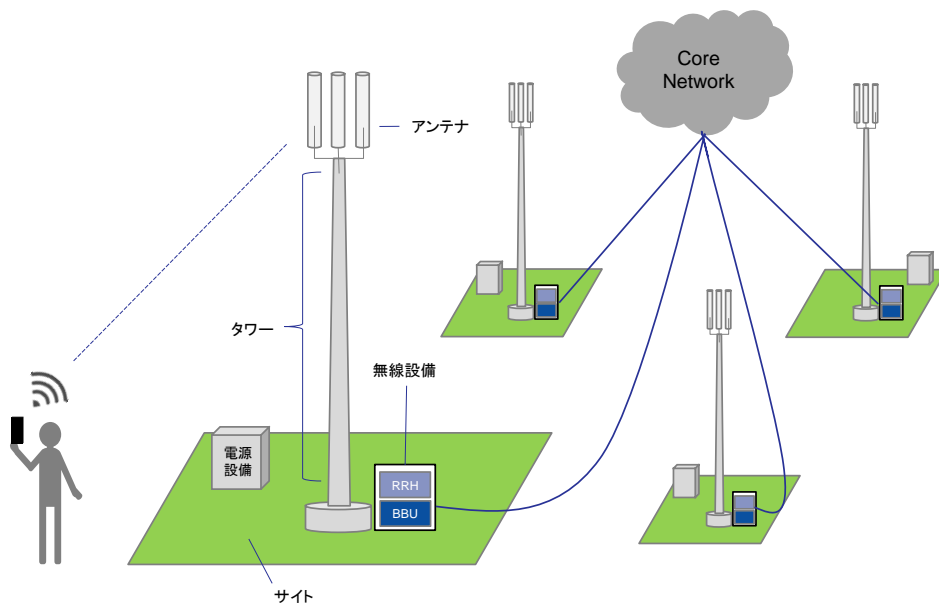 Core
Network
アンテナ
タワー
無線設備
電源
設備
RRH
BBU
サイト